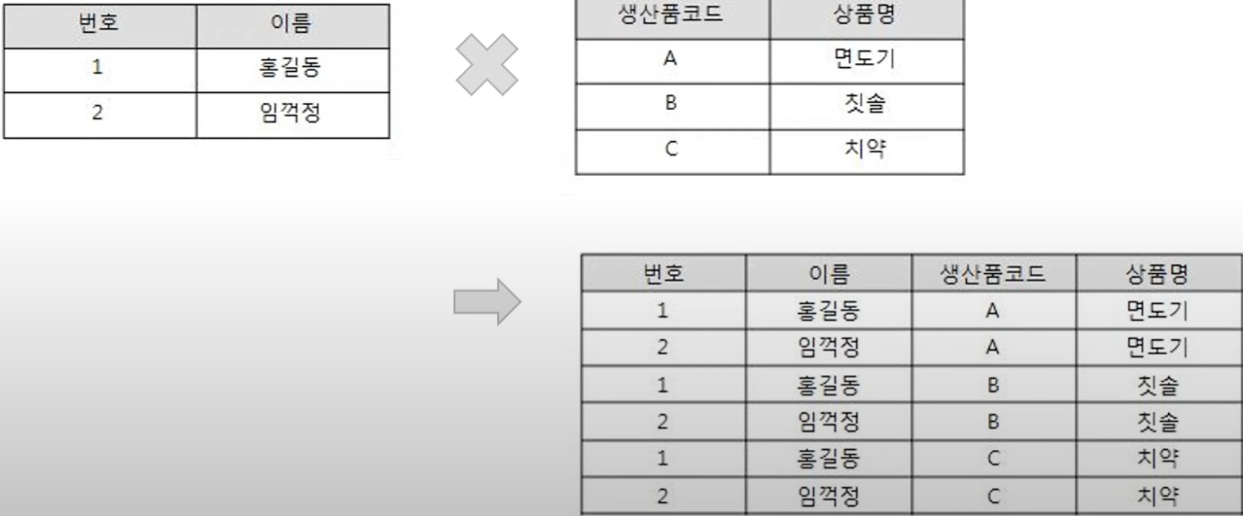 번호 이름
1 홍길동
2 임꺽정
생산품코드 상품명
A 면도기
B 칫솔
C 치약
번호 이름 생산품코드 상품명
1 홍길동 A 면도기
2 임꺽정 A 면도기
1 홍길동 B 칫솔
2 임꺽정 B 칫솔
1 홍길동 C 치약
2 임꺽정 C 치약